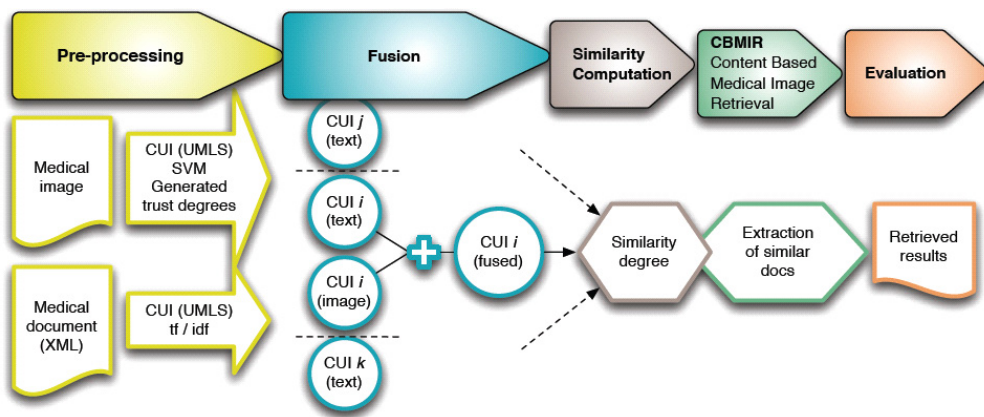 Pre-processing
Fusion
Similarity
Computation
CBMIR
Content Based
Medical Image
Retrieval
Evaluation
Medical
image
CUI (UMLS)
SVM
Generated
trust degrees
Medical
document
(XML)
CUI (UMLS)
tf / idf
CUI j
(text)
CUI i
(text)
CUI i
(image)
CUI k
(text)
CUI i
(fused)
Similarity
degree
Extraction
of similar
docs
Retrieved
results